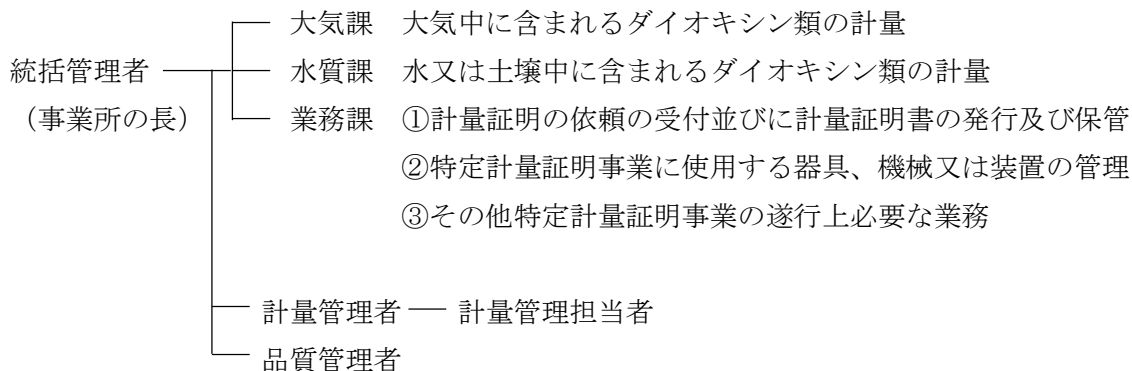 大気課 大気中に含まれるダイオキシン類の計量
統括管理者 水質課 水又は土壌中に含まれるダイオキシン類の計量
(事業所の長) 業務課 ①計量証明の依頼の受付並びに計量証明書の発行及び保管
②特定計量証明事業に使用する器具、機械又は装置の管理
③その他特定計量証明事業の遂行上必要な業務
計量管理者 計量管理担当者
品質管理者